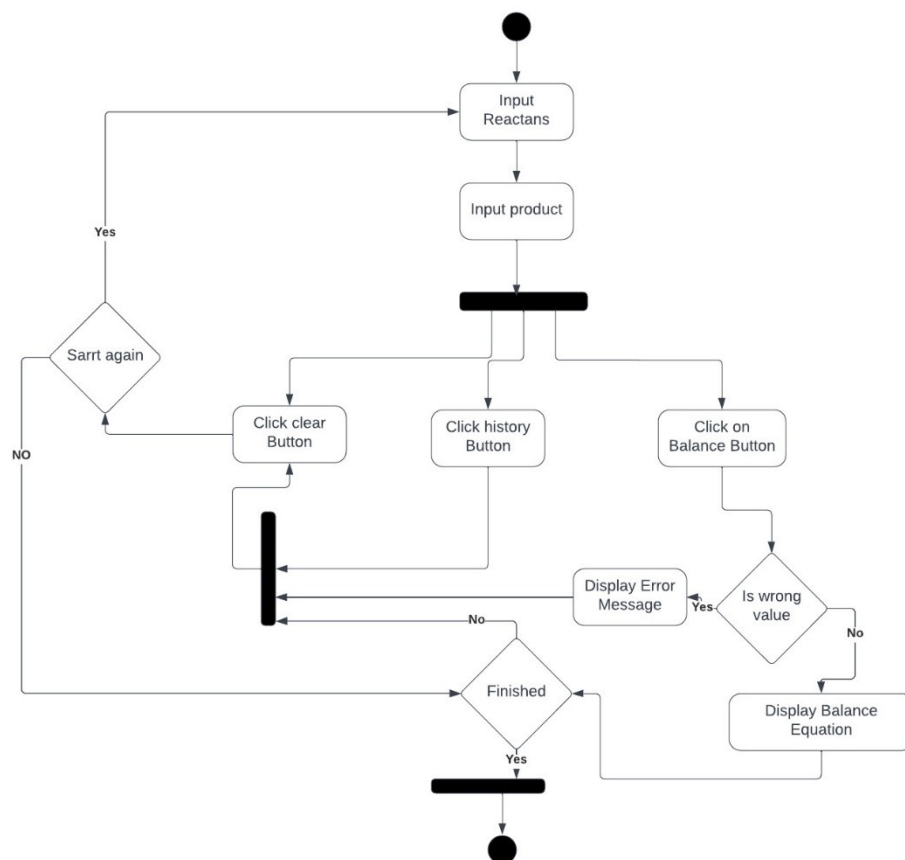 Input
Reactans
Input product
Yes
Sarrt again
Click clear
Button
Click history
Button
Click on
Balance Button
NO
Display Error
Message
Yes
Is wrong
value
No
No
Finished
Display Balance
Equation
Yes